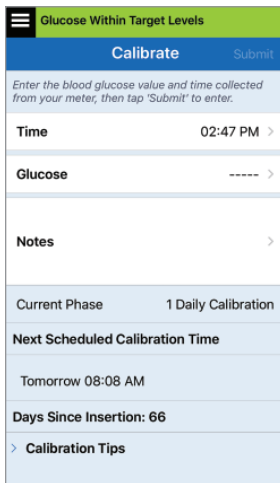 Glucose Within Target Levels
Calibrate Submit
Enter the blood glucose value and time collected
from your meter, then tap 'Submit' to enter.
Time 02:47 PM >
Glucose ----- >
Notes >
Current Phase 1 Daily Calibration
Next Scheduled Calibration Time
Tomorrow 08:08 AM
Days Since Insertion: 66
> Calibration Tips